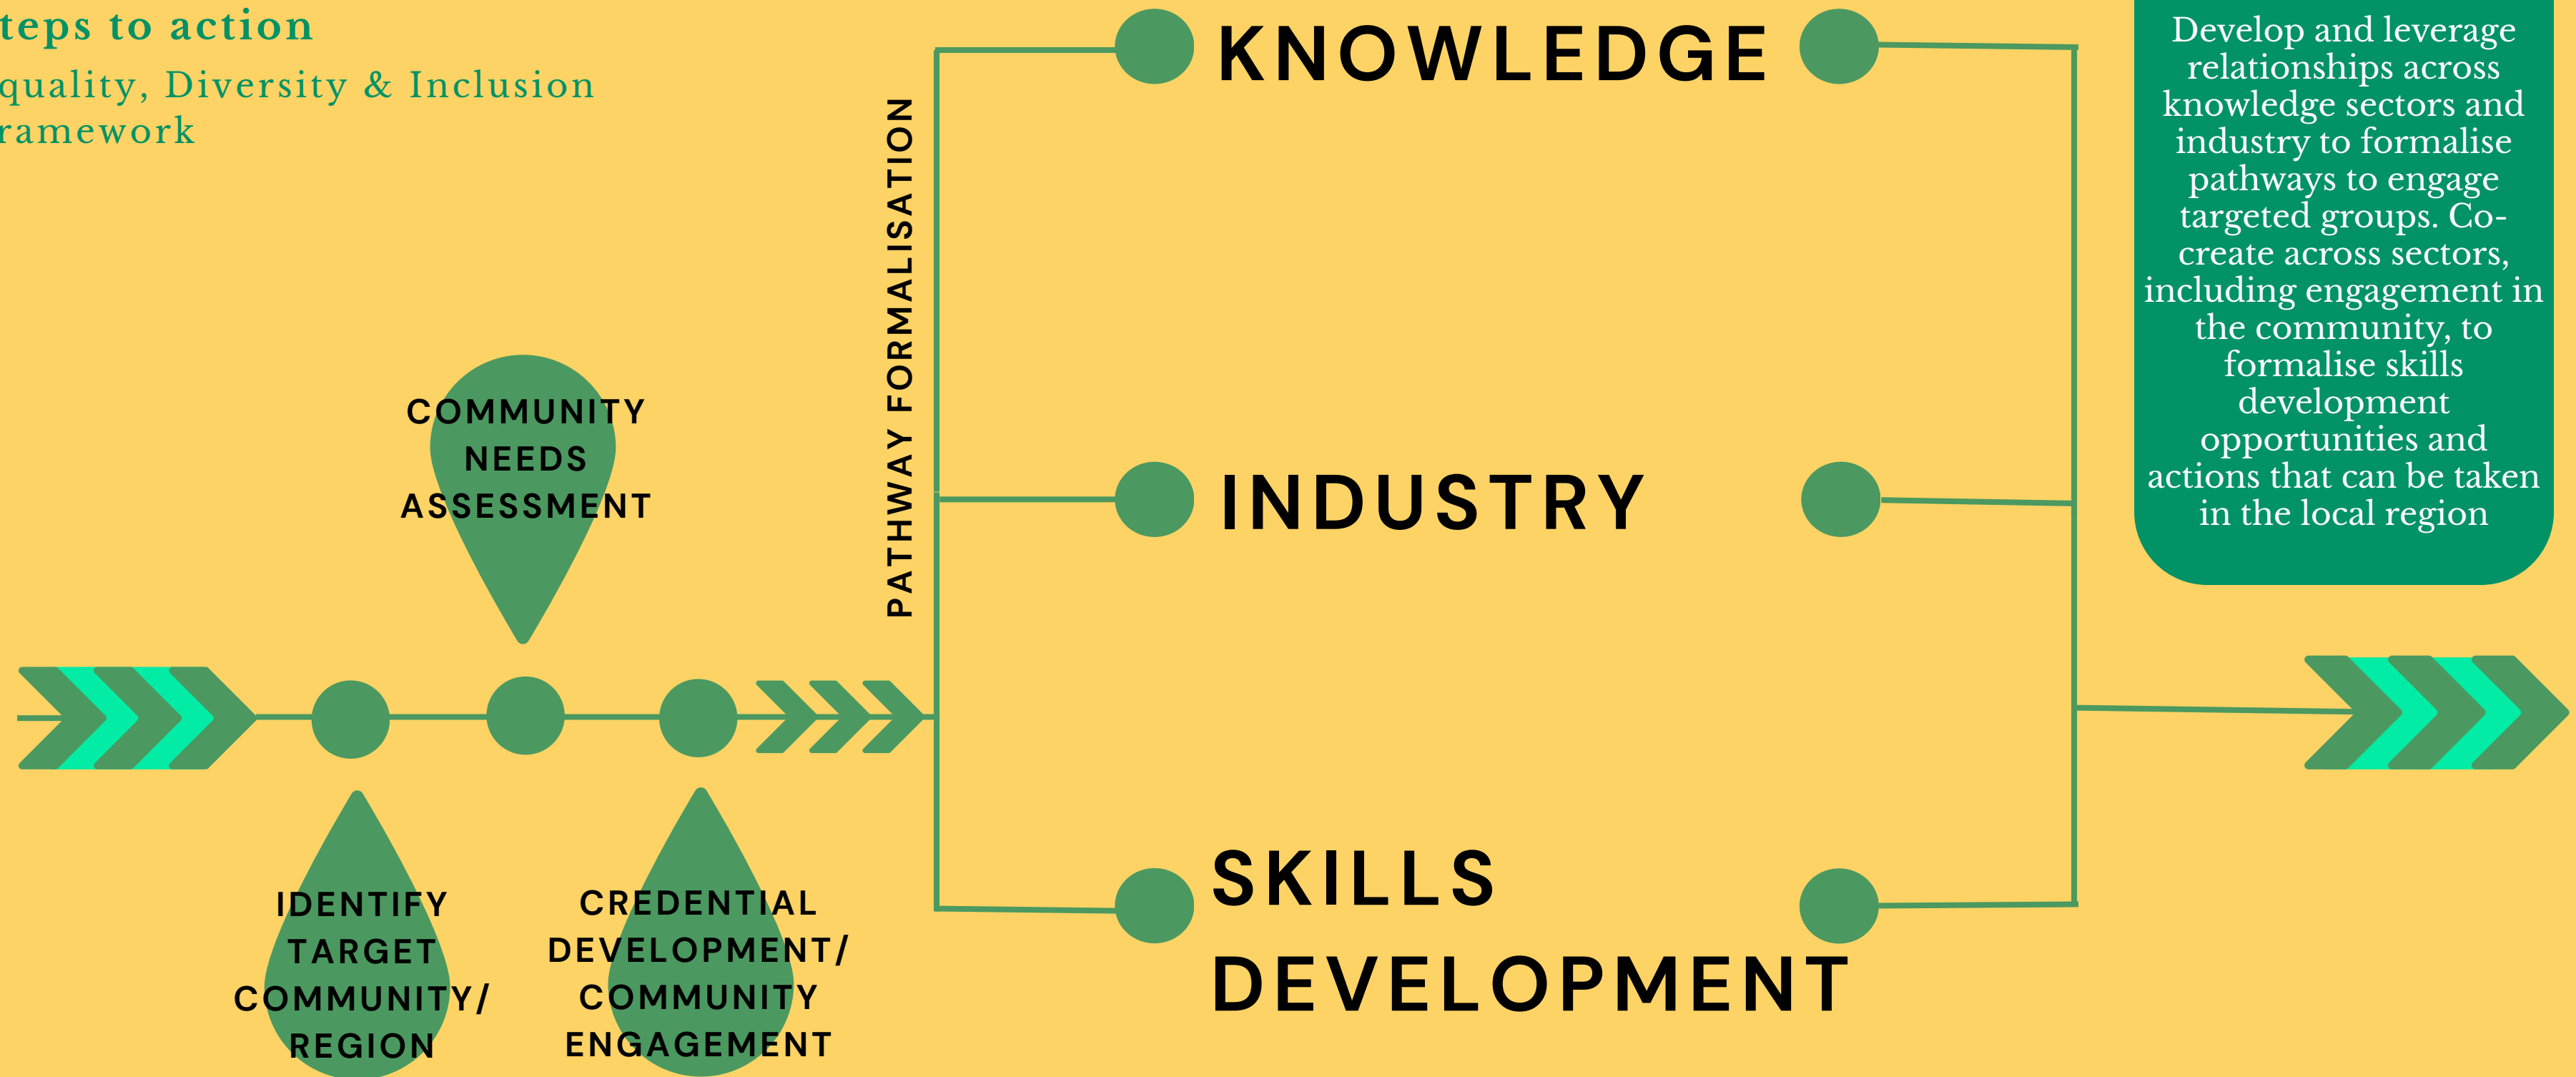 teps to action
quality, Diversity & Inclusion
ramework
COMMUNITY
NEEDS
ASSESSMENT
IDENTIFY
TARGET
COMMUNITY/
REGION
CREDENTIAL
DEVELOPMENT/
COMMUNITY
ENGAGEMENT
PATHWAY FORMALISATION
KNOWLEDGE
INDUSTRY
SKILLS
DEVELOPMENT
Develop and leverage
relationships across
knowledge sectors and
industry to formalise
pathways to engage
targeted groups. Co-
create across sectors,
including engagement in
the community, to
formalise skills
development
opportunities and
actions that can be taken
in the local region